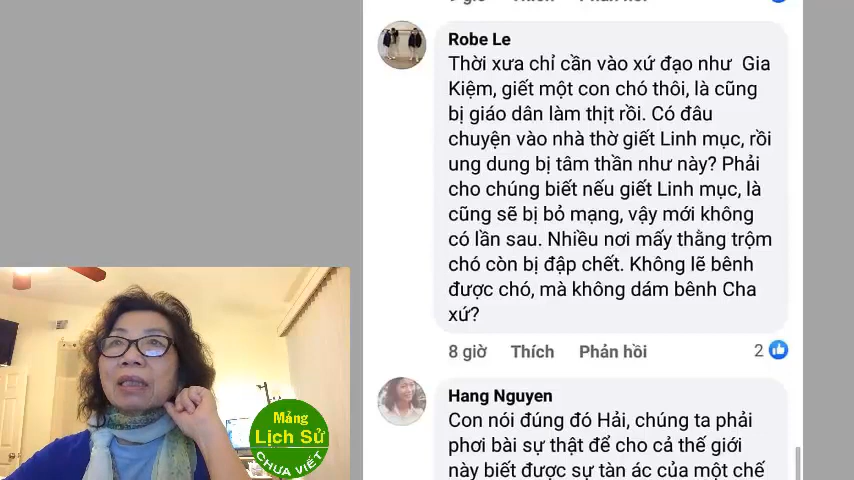 Robe Le
Thời xưa chỉ cần vào xứ đạo như Gia
Kiệm, giết một con chó thôi, là cũng
bị giáo dân làm thịt rồi. Có đâu
chuyện vào nhà thờ giết Linh mục, rồi
ung dung bị tâm thần như này? Phải
cho chúng biết nếu giết Linh mục, là
cũng sẽ bị bỏ mạng, vậy mới không
có lần sau. Nhiều nơi mấy thằng trộm
chó còn bị đập chết. Không lẽ bênh
được chó, mà không dám bênh Cha
xứ?
8 giờ Thích Phản hồi 2
Hang Nguyen
Con nói đúng đó Hải, chúng ta phải
phơi bài sự thật để cho cả thế giới
này biết được sự tàn ác của một chế
Mảng
Lịch Sử
CHƯA VIẾT